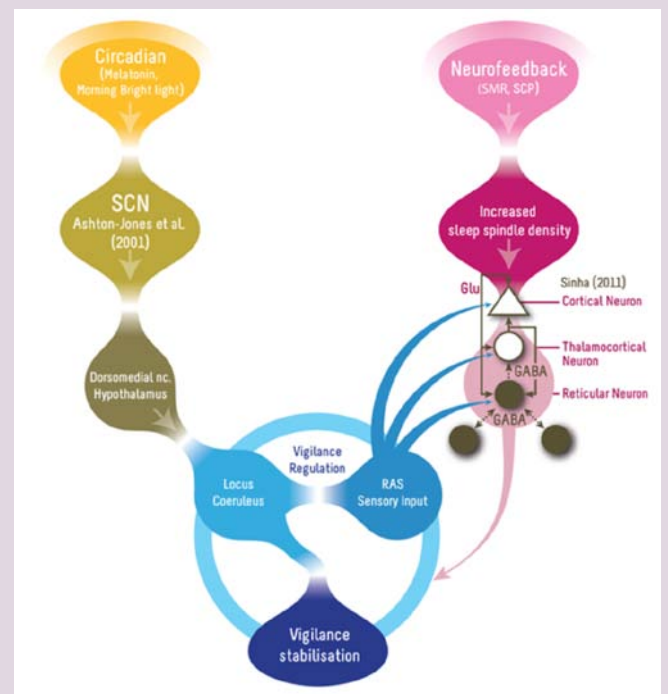 Circadian
(Melatonin,
Morning Bright light)
SCN
Ashton-Jones et al.
(2001)
Dorsomedial nc.
Hypothalamus
Locus
Coeruleus
Vigilance
Regulation
RAS
Sensory input
Vigilance
stabilisation
Neurofeedback
(SMR, SCP)
Increased
sleep spindle density
Sinha (2011)
Glu
Cortical Neuron
Thalamocortical
Neuron
GABA
Reticular Neuron
GABA